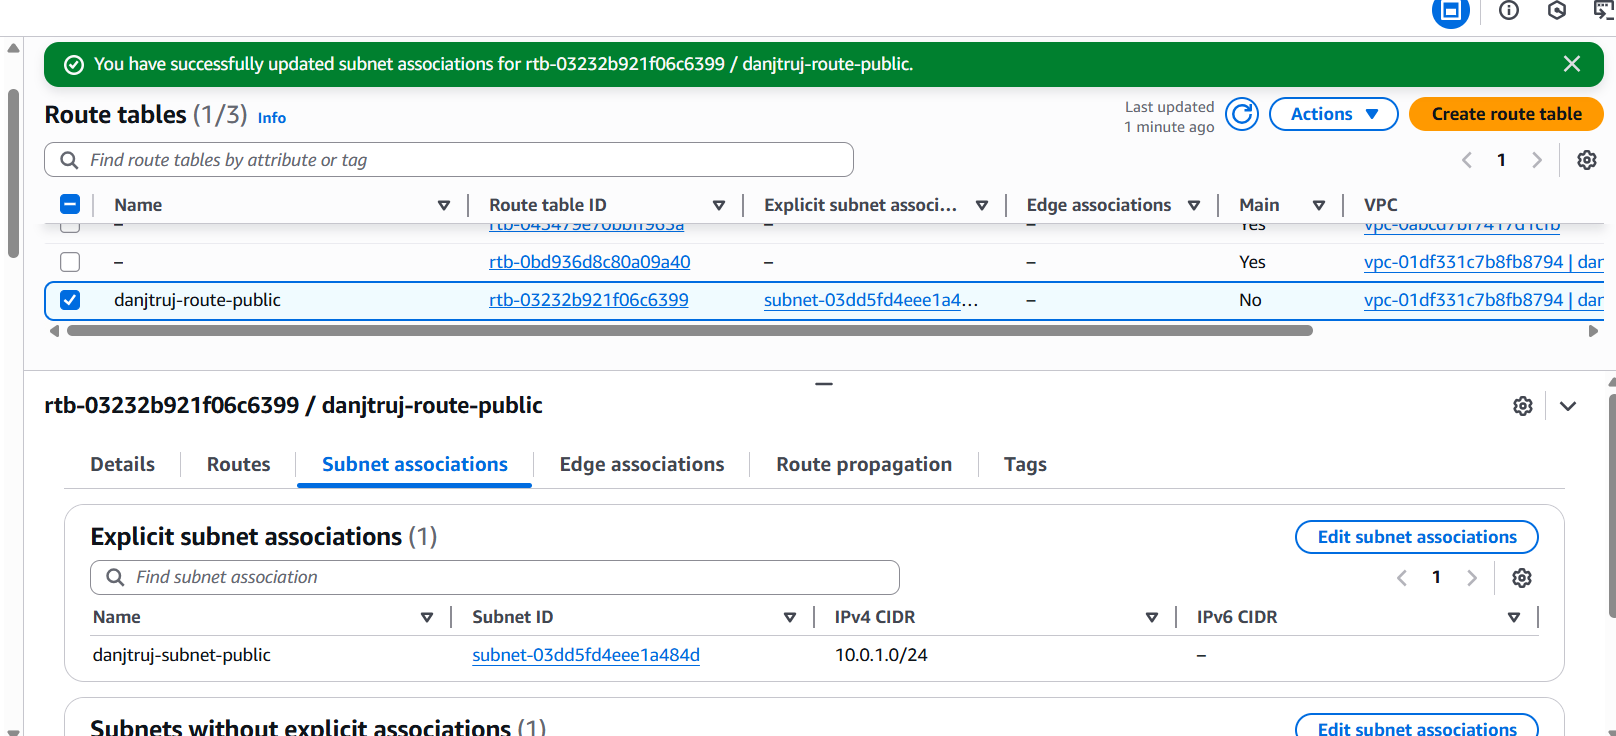 You have successfully updated subnet associations for rtb-03232b921f06c6399 / danjtruj-route-public.
Route tables (1/3) Info
Last updated
1 minute ago
Actions
Create route table
Find route tables by attribute or tag
1
Name Route table ID Explicit subnet associ... Edge associations Main VPC
– – – Yes
– rtb-0bd936d8c80a09a40 – – Yes vpc-01df331c7b8fb8794 | dan
danjtruj-route-public rtb-03232b921f06c6399 subnet-03dd5fd4eee1a4... – No vpc-01df331c7b8fb8794 | dan
rtb-03232b921f06c6399 / danjtruj-route-public
Details Routes Subnet associations Edge associations Route propagation Tags
Explicit subnet associations (1)
Edit subnet associations
Find subnet association
1
Name Subnet ID IPv4 CIDR IPv6 CIDR
danjtruj-subnet-public subnet-03dd5fd4eee1a484d 10.0.1.0/24 –
Subnets without explicit associations (1)
Edit subnet associations